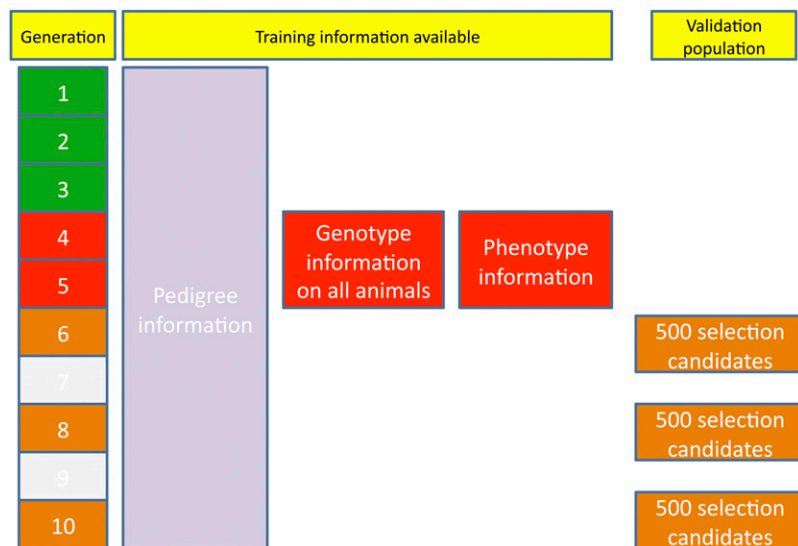 Generation
Training information available
Validation
population
1
2
3
4
5
6
7
8
9
10
Pedigree
information
Genotype
information
on all animals
Phenotype
information
500 selection
candidates
500 selection
candidates
500 selection
candidates